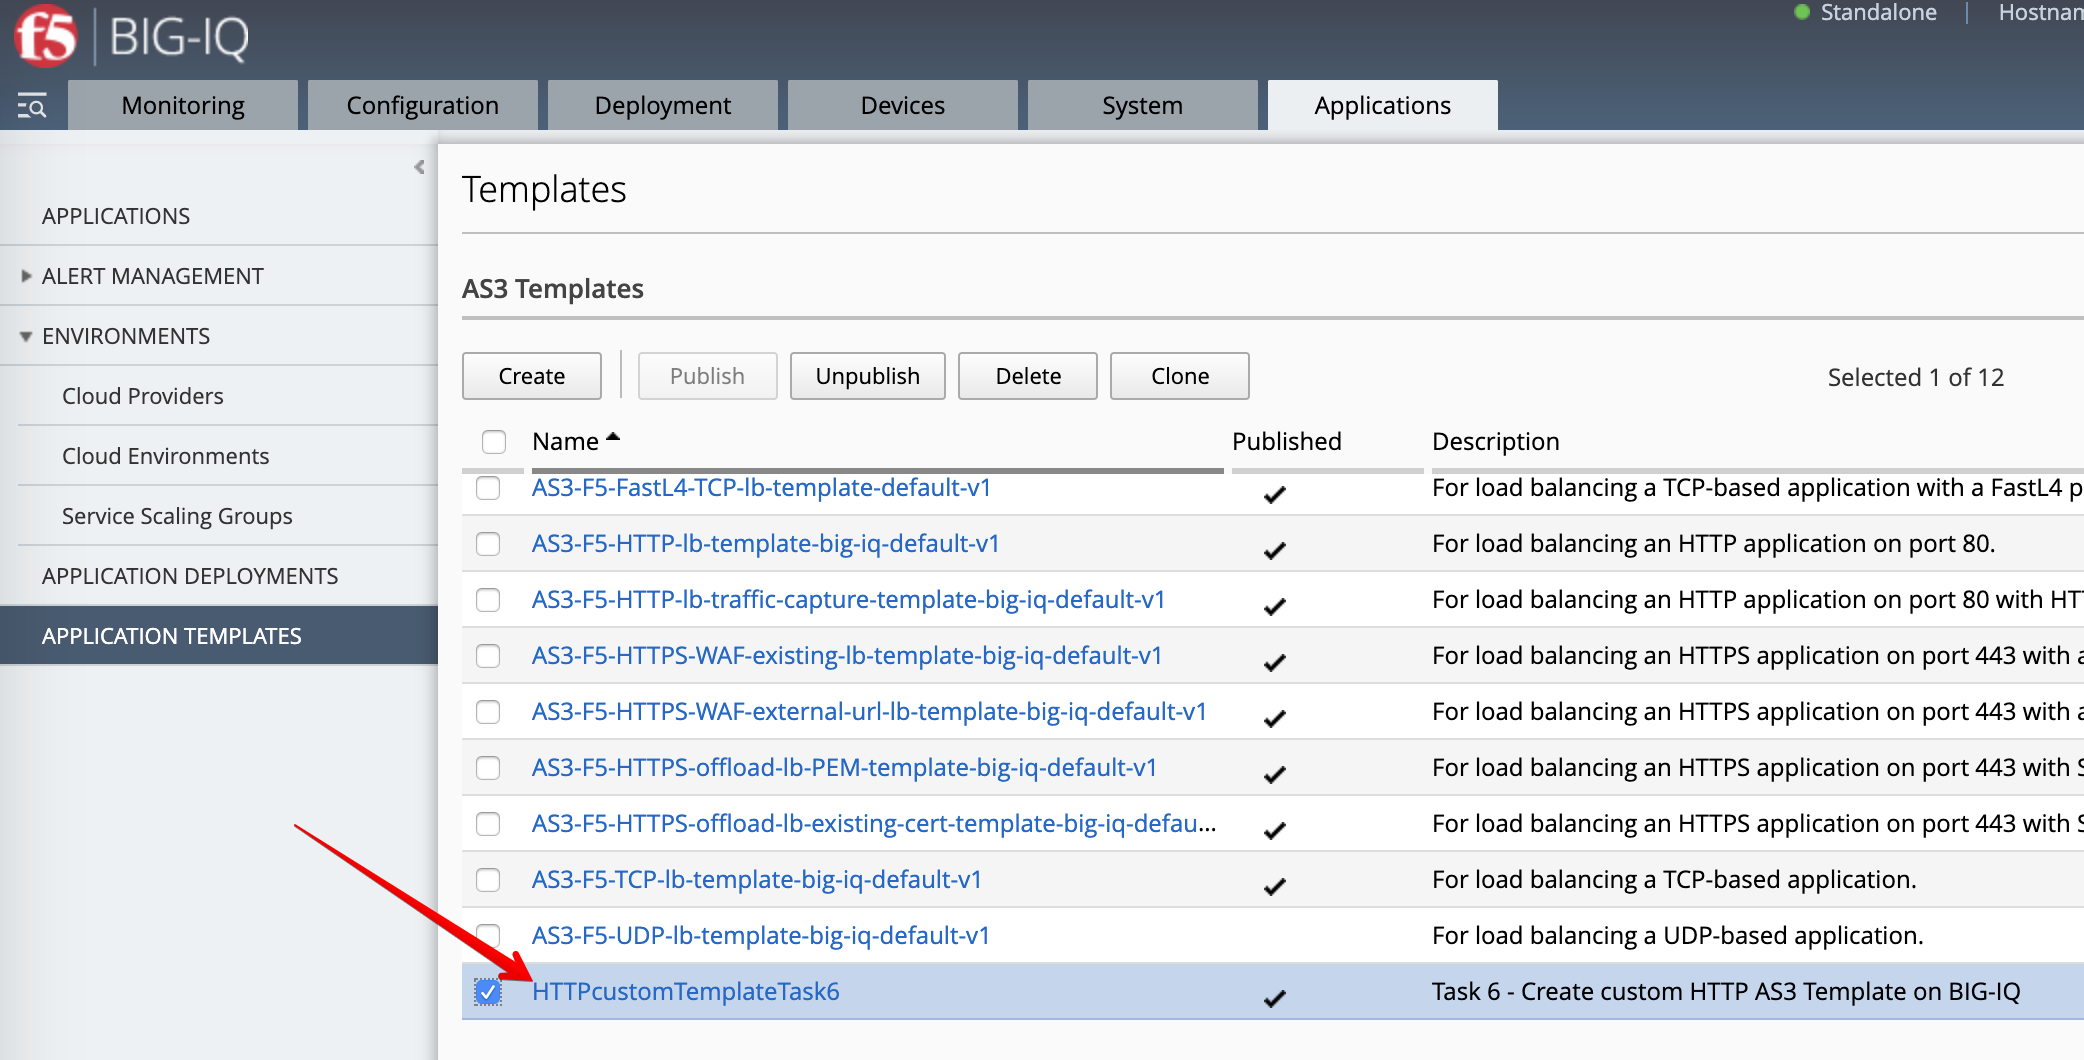 f5 BIG-IQ
Standalone | Hostnam
Monitoring Configuration Deployment Devices System Applications
Templates
APPLICATIONS
ALERT MANAGEMENT
ENVIRONMENTS
Cloud Providers
Cloud Environments
Service Scaling Groups
APPLICATION DEPLOYMENTS
APPLICATION TEMPLATES
AS3 Templates
Create Publish Unpublish Delete Clone Selected 1 of 12
Name Published Description
AS3-F5-FastL4-TCP-lb-template-default-v1 For load balancing a TCP-based application with a FastL4 p
AS3-F5-HTTP-lb-template-big-iq-default-v1 For load balancing an HTTP application on port 80.
AS3-F5-HTTP-lb-traffic-capture-template-big-iq-default-v1 For load balancing an HTTP application on port 80 with HT
AS3-F5-HTTPS-WAF-existing-lb-template-big-iq-default-v1 For load balancing an HTTPS application on port 443 with a
AS3-F5-HTTPS-WAF-external-url-lb-template-big-iq-default-v1 For load balancing an HTTPS application on port 443 with a
AS3-F5-HTTPS-offload-lb-PEM-template-big-iq-default-v1 For load balancing an HTTPS application on port 443 with S
AS3-F5-HTTPS-offload-lb-existing-cert-template-big-iq-defau... For load balancing an HTTPS application on port 443 with S
AS3-F5-TCP-lb-template-big-iq-default-v1 For load balancing a TCP-based application.
AS3-F5-UDP-lb-template-big-iq-default-v1 For load balancing a UDP-based application.
HTTPcustomTemplateTask6 Task 6 - Create custom HTTP AS3 Template on BIG-IQ